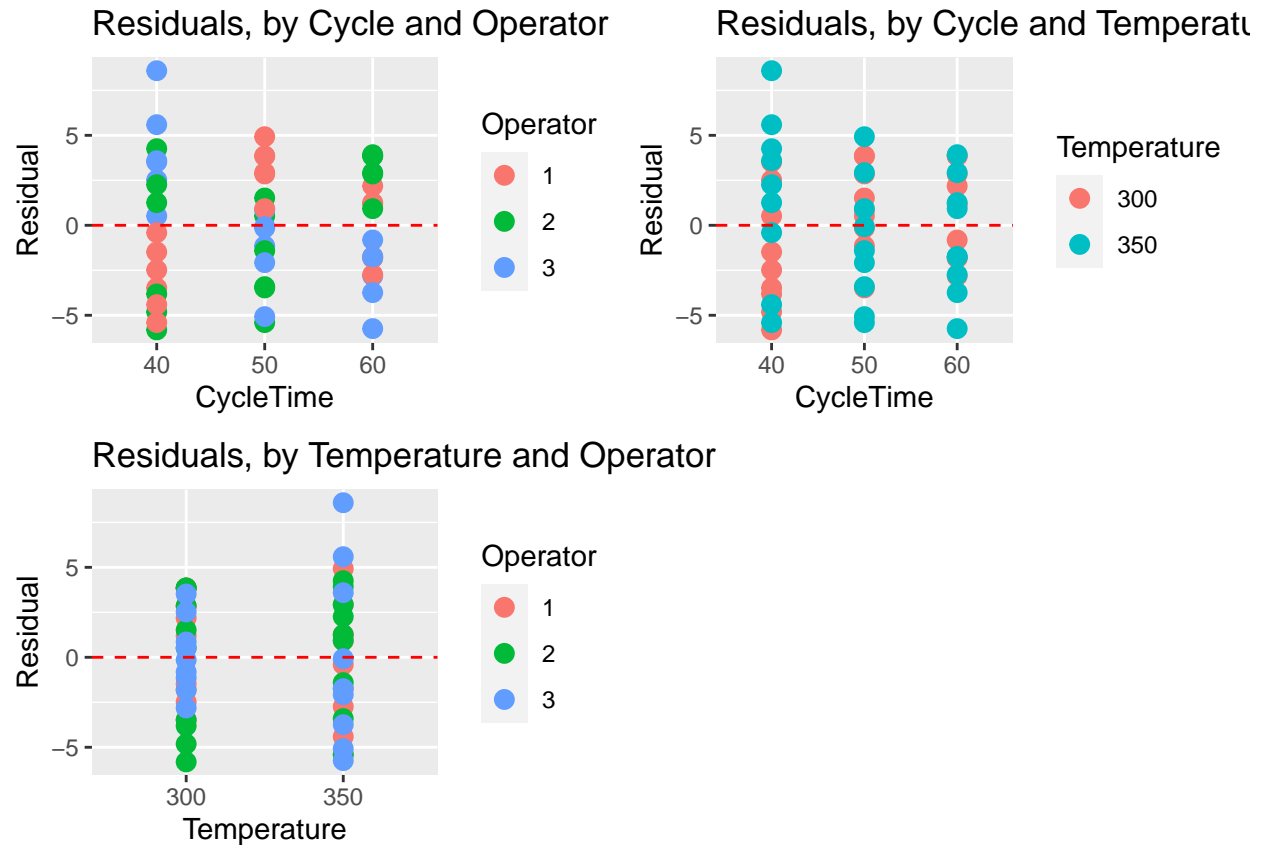 Residuals, by Cycle and Operator
5
0
−5
Residual
40 50 60
CycleTime
Operator
1
2
3
Residuals, by Cycle and Temperatu
5
0
−5
Residual
40 50 60
CycleTime
Temperature
300
350
Residuals, by Temperature and Operator
5
0
−5
Residual
300 350
Temperature
Operator
1
2
3